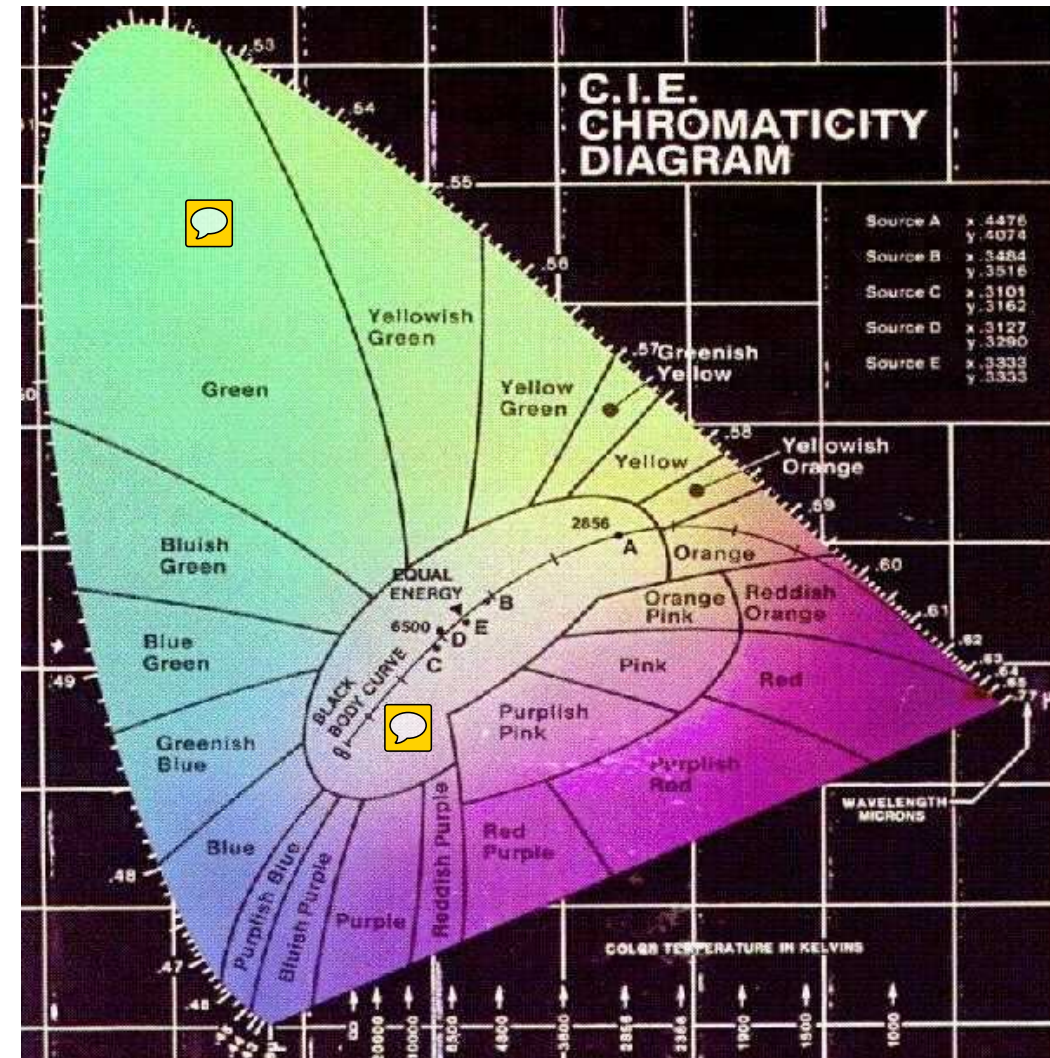 C.I.E.
CHROMATICITY
DIAGRAM
Source A x .4476
y .4074
Source B x .3484
y .3516
Source C x .3101
y .3162
Source D x .3127
y .3290
Source E x .3333
y .3333
.53
.54
.55
.56
.57
.58
.59
.60
.61
.62
.63
.64
.49
.48
.47
.46
Green
Yellowish
Green
Yellow
Green
Greenish
Yellow
Yellow
Yellowish
Orange
Orange
Orange
Pink
Reddish
Orange
Pink
Red
Purplish
Pink
Purplish
Red
Red
Purple
Reddish Purple
Purple
Bluish Purple
Purplish Blue
Blue
Greenish
Blue
Blue
Green
Bluish
Green
EQUAL
ENERGY
2856
A
B
E
6500
D
C
BLACK
BODY CURVE
WAVELENGTH
MICRONS
COLOR TEMPERATURE IN KELVINS
20000
10000
6500
4800
2856
1900
1500
1000